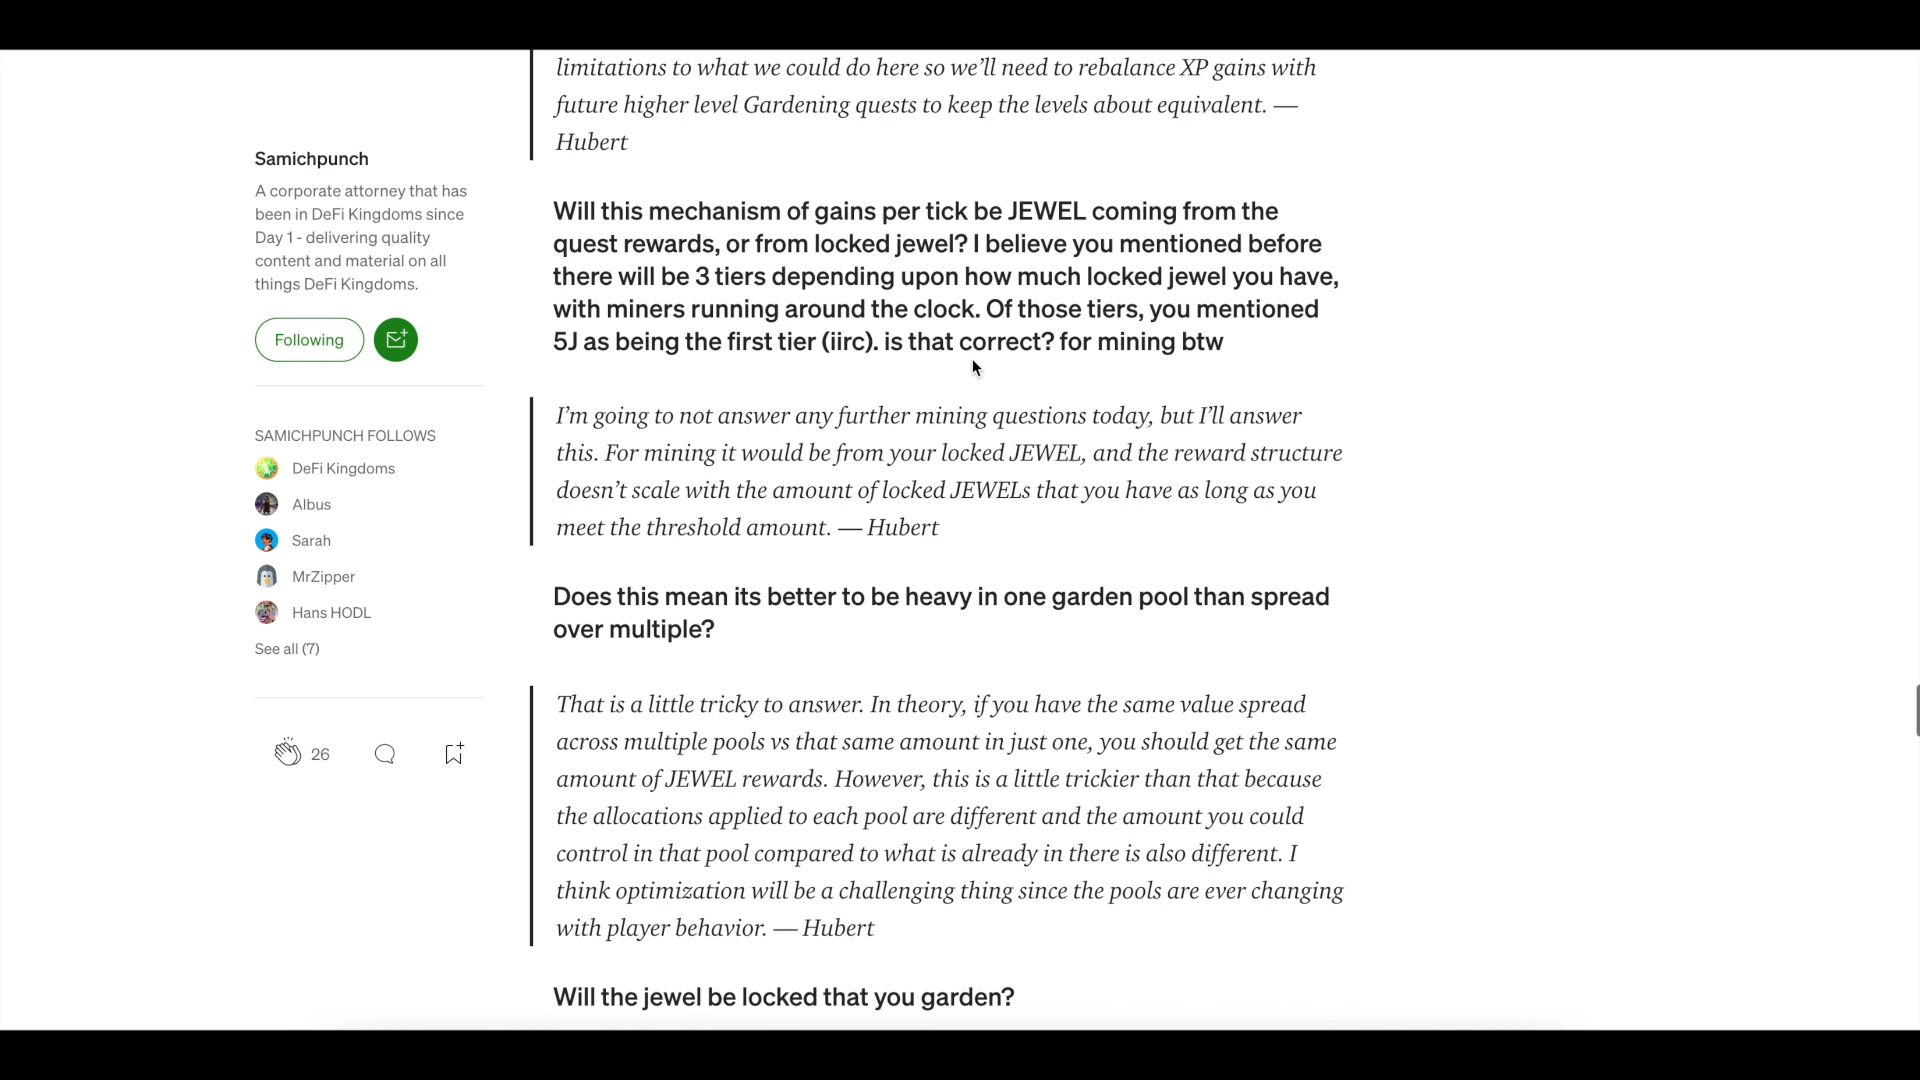 limitations to what we could do here so we’ll need to rebalance XP gains with
future higher level Gardening quests to keep the levels about equivalent. —
Hubert
Samichpunch
A corporate attorney that has
been in DeFi Kingdoms since
Day 1 - delivering quality
content and material on all
things DeFi Kingdoms.
Following
SAMICHPUNCH FOLLOWS
DeFi Kingdoms
Albus
Sarah
MrZipper
Hans HODL
See all (7)
26
Will this mechanism of gains per tick be JEWEL coming from the
quest rewards, or from locked jewel? I believe you mentioned before
there will be 3 tiers depending upon how much locked jewel you have,
with miners running around the clock. Of those tiers, you mentioned
5J as being the first tier (iirc). is that correct? for mining btw
I’m going to not answer any further mining questions today, but I’ll answer
this. For mining it would be from your locked JEWEL, and the reward structure
doesn’t scale with the amount of locked JEWELs that you have as long as you
meet the threshold amount. — Hubert
Does this mean its better to be heavy in one garden pool than spread
over multiple?
That is a little tricky to answer. In theory, if you have the same value spread
across multiple pools vs that same amount in just one, you should get the same
amount of JEWEL rewards. However, this is a little trickier than that because
the allocations applied to each pool are different and the amount you could
control in that pool compared to what is already in there is also different. I
think optimization will be a challenging thing since the pools are ever changing
with player behavior. — Hubert
Will the jewel be locked that you garden?